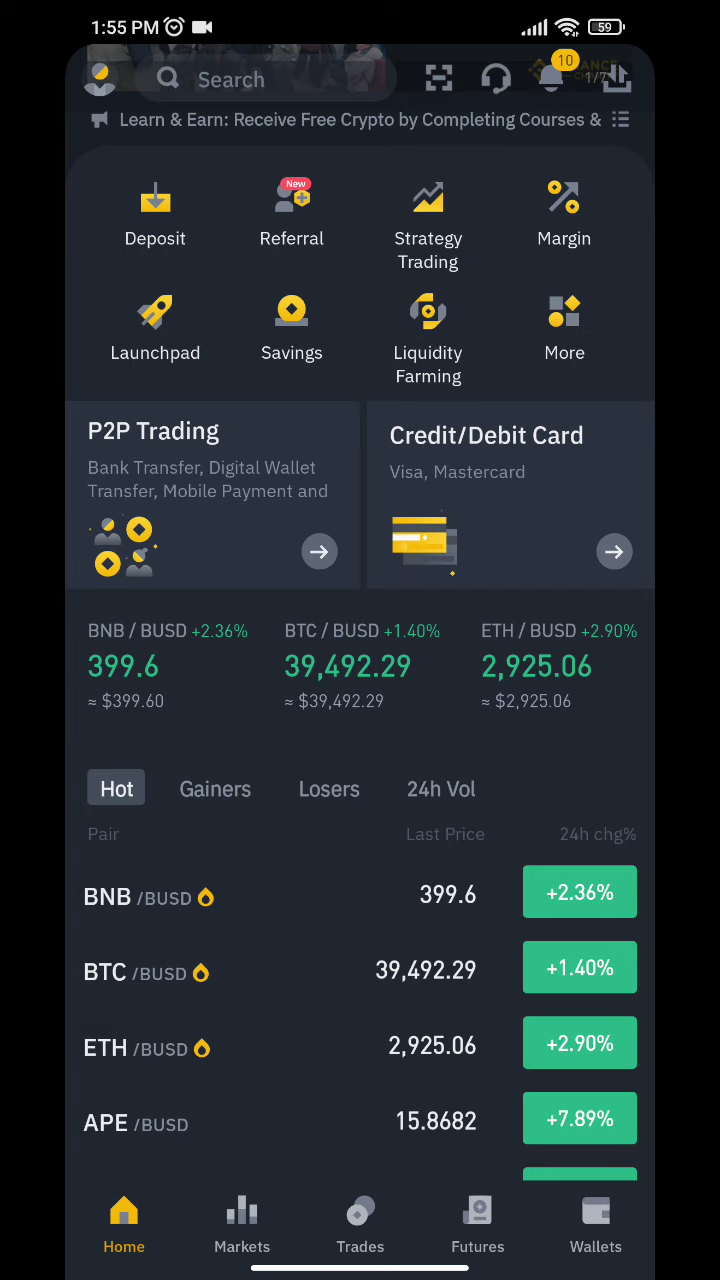 1:55 PM
59
Search
10
1/7
Learn & Earn: Receive Free Crypto by Completing Courses &
New
Deposit
Referral
Strategy
Trading
Margin
Launchpad
Savings
Liquidity
Farming
More
P2P Trading
Bank Transfer, Digital Wallet
Transfer, Mobile Payment and
Credit/Debit Card
Visa, Mastercard
BNB / BUSD +2.36%
399.6
≈ $399.60
BTC / BUSD +1.40%
39,492.29
≈ $39,492.29
ETH / BUSD +2.90%
2,925.06
≈ $2,925.06
Hot Gainers Losers 24h Vol
Pair Last Price 24h chg%
BNB /BUSD 399.6 +2.36%
BTC /BUSD 39,492.29 +1.40%
ETH /BUSD 2,925.06 +2.90%
APE /BUSD 15.8682 +7.89%
Home Markets Trades Futures Wallets